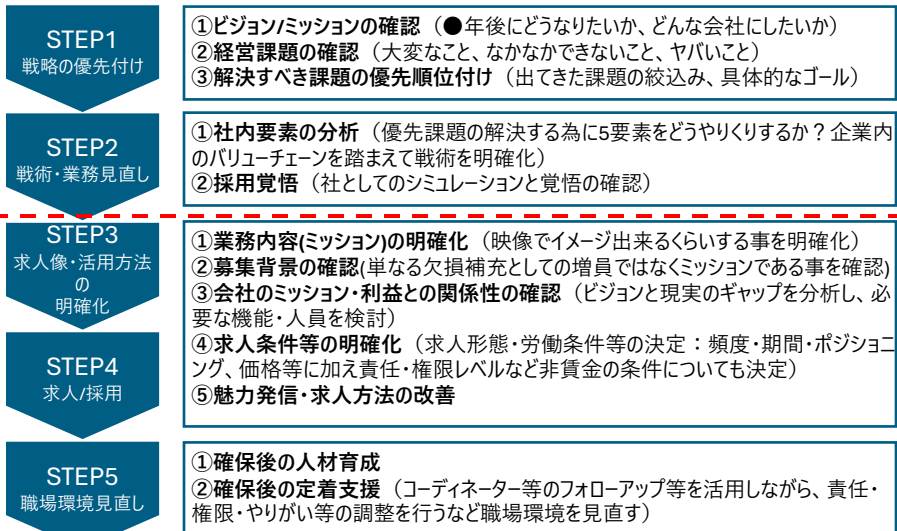 STEP1
戦略の優先付け
①ビジョン/ミッションの確認（●年後にどうなりたいか、どんな会社にしたいか）
②経営課題の確認（大変なこと、なかなかできないこと、ヤバいこと）
③解決すべき課題の優先順位付け（出てきた課題の絞込み、具体的なゴール）
STEP2
戦術・業務見直し
①社内要素の分析（優先課題の解決する為に5要素をどうやりくりするか？企業内
のバリューチェーンを踏まえて戦術を明確化）
②採用覚悟（社としてのシミュレーションと覚悟の確認）
STEP3
求人像・活用方法
の
明確化
STEP4
求人/採用
①業務内容(ミッション)の明確化（映像でイメージ出来るくらいする事を明確化）
②募集背景の確認(単なる欠損補充としての増員ではなくミッションである事を確認)
③会社のミッション・利益との関係性の確認（ビジョンと現実のギャップを分析し、必
要な機能・人員を検討）
④求人条件等の明確化（求人形態・労働条件等の決定：頻度・期間・ポジショニ
ング、価格等に加え責任・権限レベルなど非賃金の条件についても決定）
⑤魅力発信・求人方法の改善
STEP5
職場環境見直し
①確保後の人材育成
②確保後の定着支援（コーディネーター等のフォローアップ等を活用しながら、責任・
権限・やりがい等の調整を行うなど職場環境を見直す）